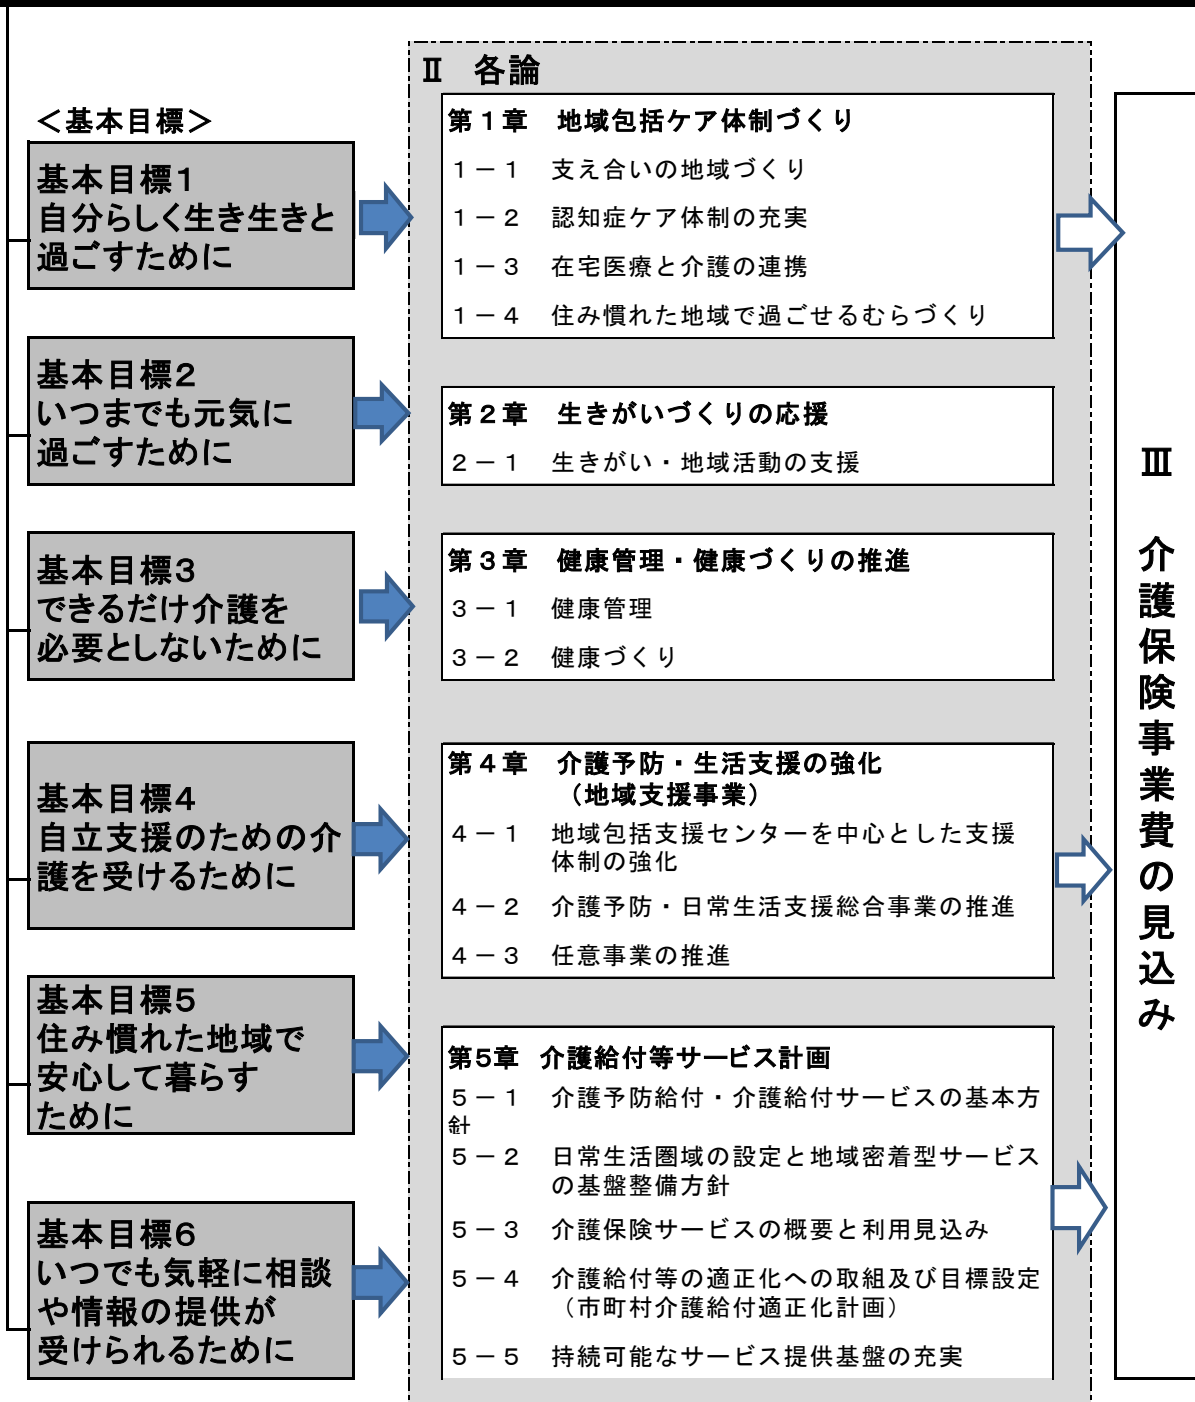 ＜基本目標＞
基本目標1
自分らしく生き生きと
過ごすために
基本目標2
いつまでも元気に
過ごすために
基本目標3
できるだけ介護を
必要としないために
基本目標4
自立支援のための介
護を受けるために
基本目標5
住み慣れた地域で
安心して暮らす
ために
基本目標6
いつでも気軽に相談
や情報の提供が
受けられるために
Ⅱ　各論
第１章　地域包括ケア体制づくり
１－１　支え合いの地域づくり
１－２　認知症ケア体制の充実
１－３　在宅医療と介護の連携
１－４　住み慣れた地域で過ごせるむらづくり
第２章　生きがいづくりの応援
２－１　生きがい・地域活動の支援
第３章　健康管理・健康づくりの推進
３－１　健康管理
３－２　健康づくり
第４章　介護予防・生活支援の強化
（地域支援事業）
４－１　地域包括支援センターを中心とした支援
体制の強化
４－２　介護予防・日常生活支援総合事業の推進
４－３　任意事業の推進
第5章　介護給付等サービス計画
５－１　介護予防給付・介護給付サービスの基本方
針
５－２　日常生活圏域の設定と地域密着型サービス
の基盤整備方針
５－３　介護保険サービスの概要と利用見込み
５－４　介護給付等の適正化への取組及び目標設定
（市町村介護給付適正化計画）
５－５　持続可能なサービス提供基盤の充実
Ⅲ　介護保険事業費の見込み